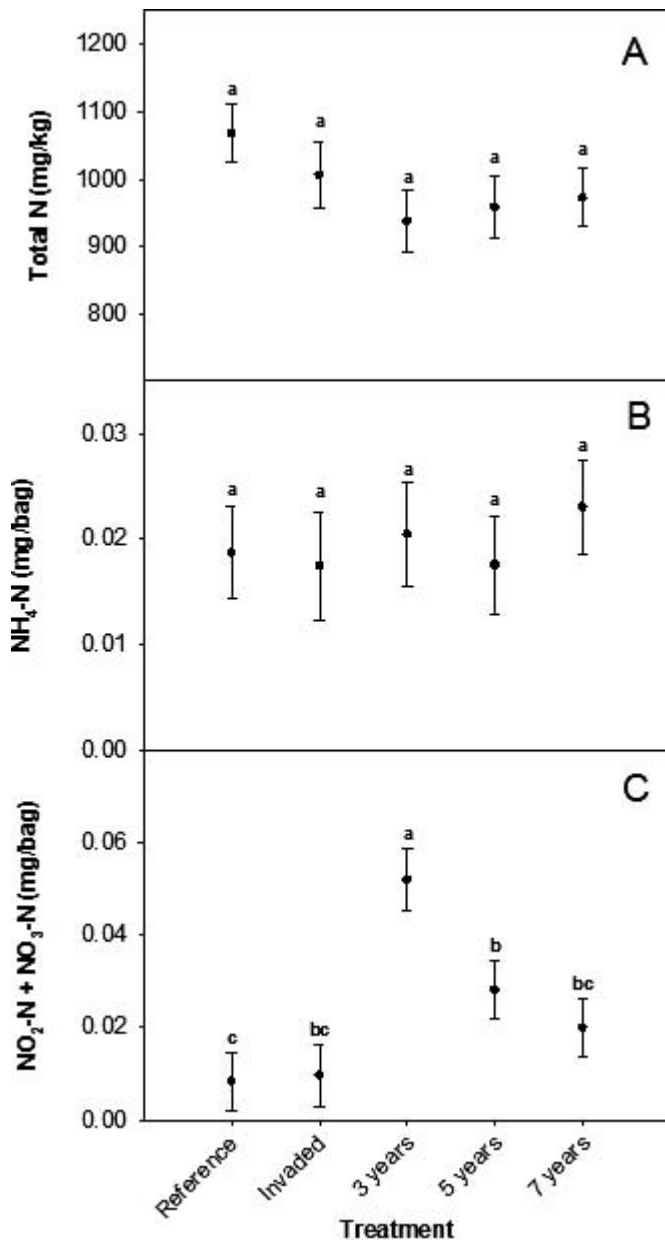 A
Total N (mg/kg)
1200
1100
1000
900
800
a
a
a
a
a
B
NH₄-N (mg/bag)
0.03
0.02
0.01
0.00
a
a
a
a
a
C
NO₂-N + NO₃-N (mg/bag)
0.06
0.04
0.02
0.00
c
bc
a
b
bc
Reference
Invaded
3 years
5 years
7 years
Treatment